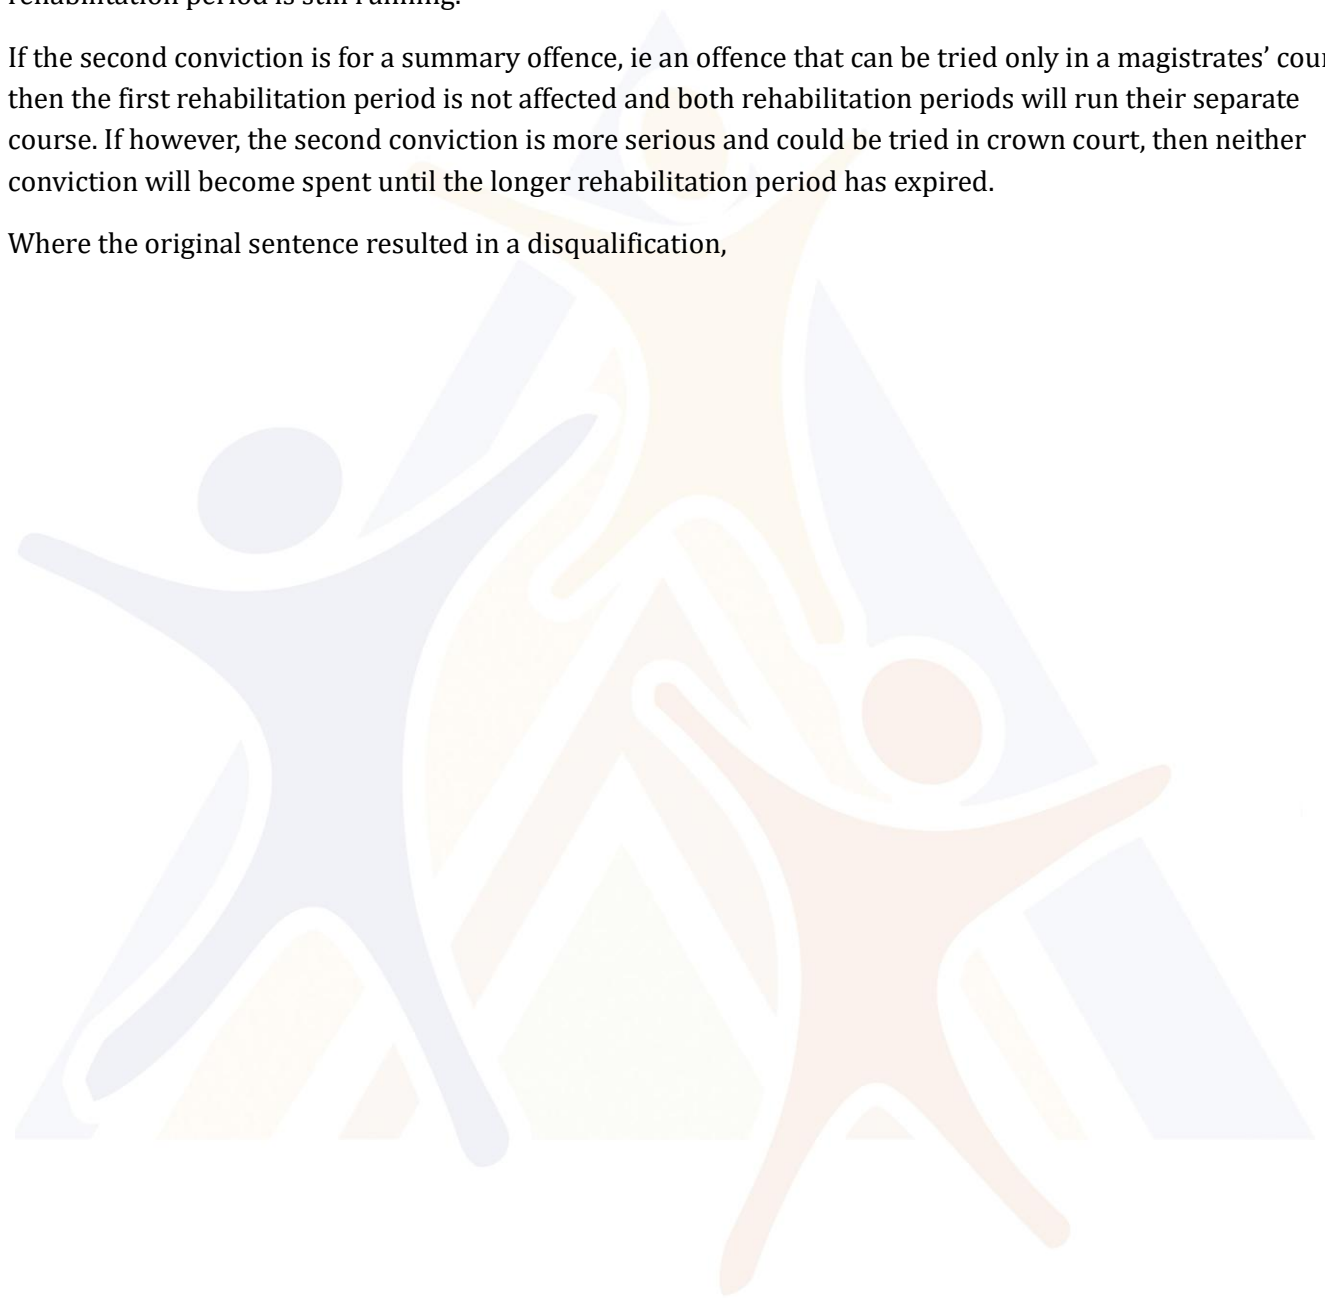 rehabilitation period is still running.
If the second conviction is for a summary offence, ie an offence that can be tried only in a magistrates’ cour
then the first rehabilitation period is not affected and both rehabilitation periods will run their separate
course. If however, the second conviction is more serious and could be tried in crown court, then neither
conviction will become spent until the longer rehabilitation period has expired.
Where the original sentence resulted in a disqualification,